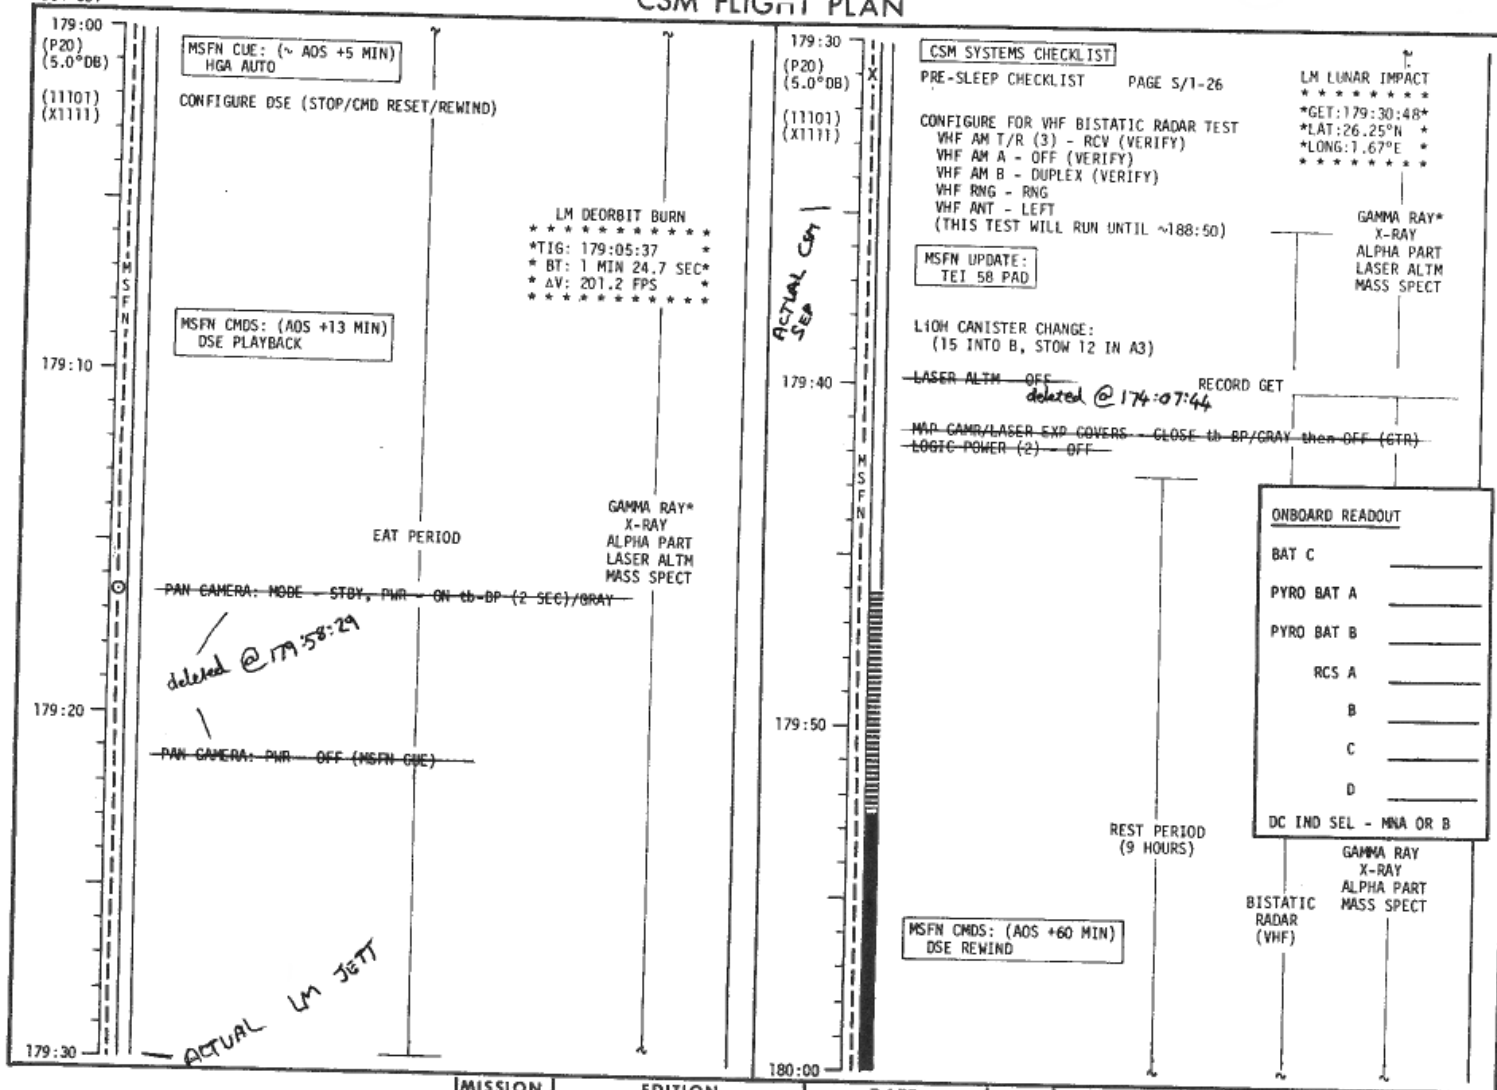 CSM FLIGHT PLAN
179:00
(P20)
(5.0°DB)
(11101)
(X1111)
MSFN CUE: (~ AOS +5 MIN)
HGA AUTO
CONFIGURE DSE (STOP/CMD RESET/REWIND)
LM DEORBIT BURN
* * * * * * * * * * *
*TIG: 179:05:37 *
* BT: 1 MIN 24.7 SEC*
* ΔV: 201.2 FPS *
* * * * * * * * * * *
MSFN
MSFN CMDS: (AOS +13 MIN)
DSE PLAYBACK
179:10
EAT PERIOD
GAMMA RAY*
X-RAY
ALPHA PART
LASER ALTM
MASS SPECT
PAN CAMERA: MODE - STBY, PWR - ON tb-BP (2 SEC)/GRAY
deleted @ 179:58:29
179:20
PAN CAMERA: PWR - OFF (MSFN CUE)
ACTUAL LM JETT
179:30
179:30
(P20)
(5.0°DB)
(11101)
(X1111)
X
CSM SYSTEMS CHECKLIST
PRE-SLEEP CHECKLIST PAGE S/1-26
CONFIGURE FOR VHF BISTATIC RADAR TEST
VHF AM T/R (3) - RCV (VERIFY)
VHF AM A - OFF (VERIFY)
VHF AM B - DUPLEX (VERIFY)
VHF RNG - RNG
VHF ANT - LEFT
(THIS TEST WILL RUN UNTIL ~188:50)
LM LUNAR IMPACT
* * * * * * * *
*GET:179:30:48*
*LAT:26.25°N *
*LONG:1.67°E *
* * * * * * * *
GAMMA RAY*
X-RAY
ALPHA PART
LASER ALTM
MASS SPECT
ACTUAL CSM
SEP
MSFN UPDATE:
TEI 58 PAD
LiOH CANISTER CHANGE:
(15 INTO B, STOW 12 IN A3)
179:40
LASER ALTM - OFF
RECORD GET
deleted @ 174:07:44
MAP CAMR/LASER EXP COVERS - CLOSE tb BP/GRAY then OFF (CTR)
LOGIC POWER (2) - OFF
MSFN
ONBOARD READOUT
BAT C
PYRO BAT A
PYRO BAT B
RCS A
B
C
D
DC IND SEL - MNA OR B
179:50
REST PERIOD
(9 HOURS)
GAMMA RAY
X-RAY
ALPHA PART
MASS SPECT
BISTATIC
RADAR
(VHF)
MSFN CMDS: (AOS +60 MIN)
DSE REWIND
180:00
MISSION
EDITION